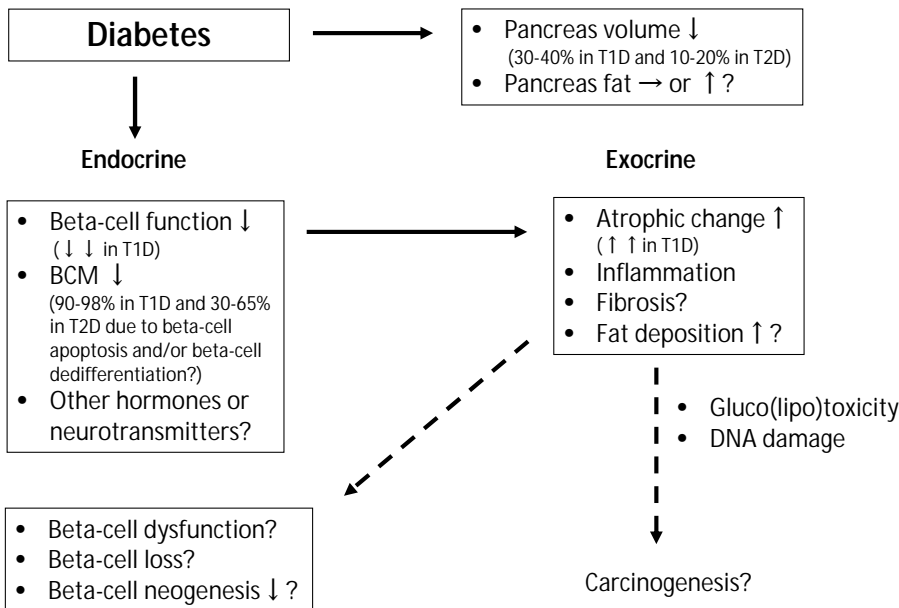 Diabetes
• Pancreas volume ↓
(30-40% in T1D and 10-20% in T2D)
• Pancreas fat → or ↑ ?
Endocrine
Exocrine
• Beta-cell function ↓
(↓ ↓ in T1D)
• BCM ↓
(90-98% in T1D and 30-65%
in T2D due to beta-cell
apoptosis and/or beta-cell
dedifferentiation?)
• Other hormones or
neurotransmitters?
• Atrophic change ↑
(↑ ↑ in T1D)
• Inflammation
• Fibrosis?
• Fat deposition ↑ ?
• Gluco(lipo)toxicity
• DNA damage
• Beta-cell dysfunction?
• Beta-cell loss?
• Beta-cell neogenesis ↓ ?
Carcinogenesis?